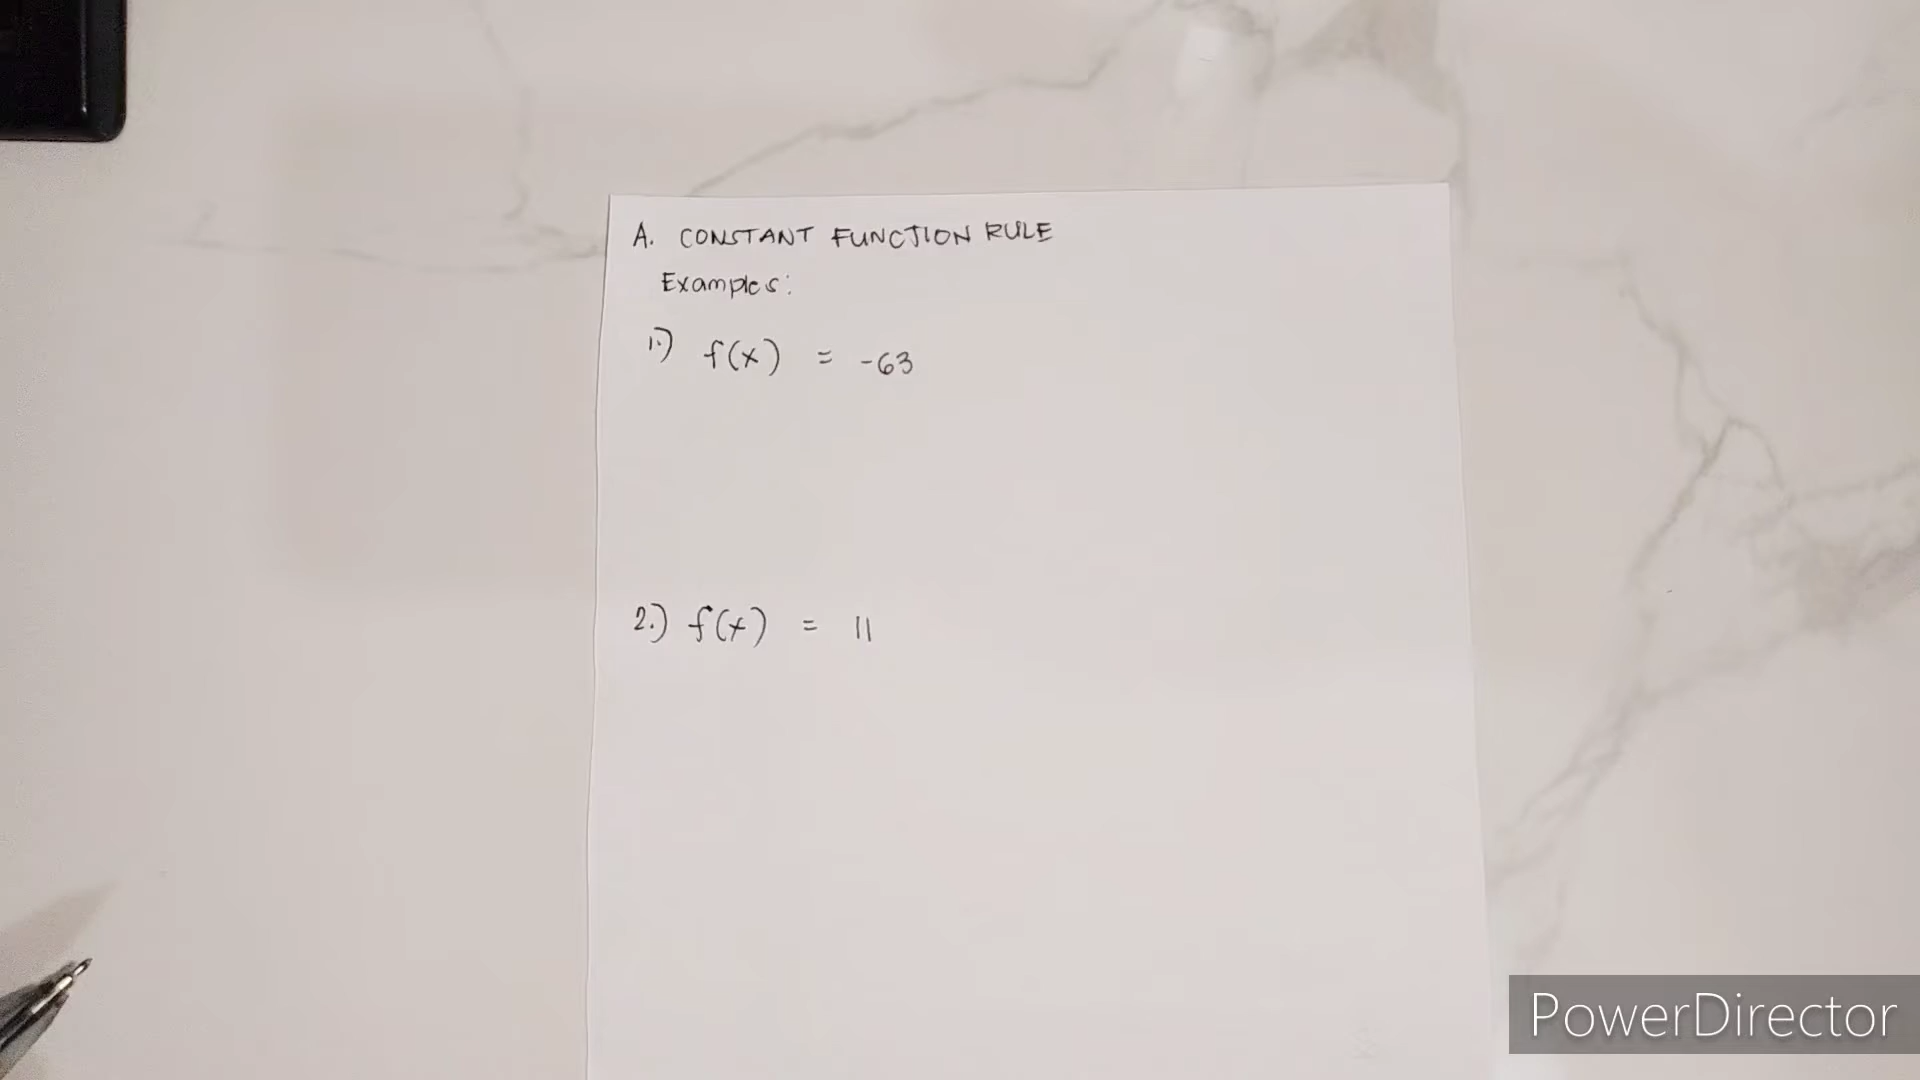 A. CONSTANT FUNCTION RULE
Examples:
1.) f(x) = -63
2.) f(x) = 11
PowerDirector